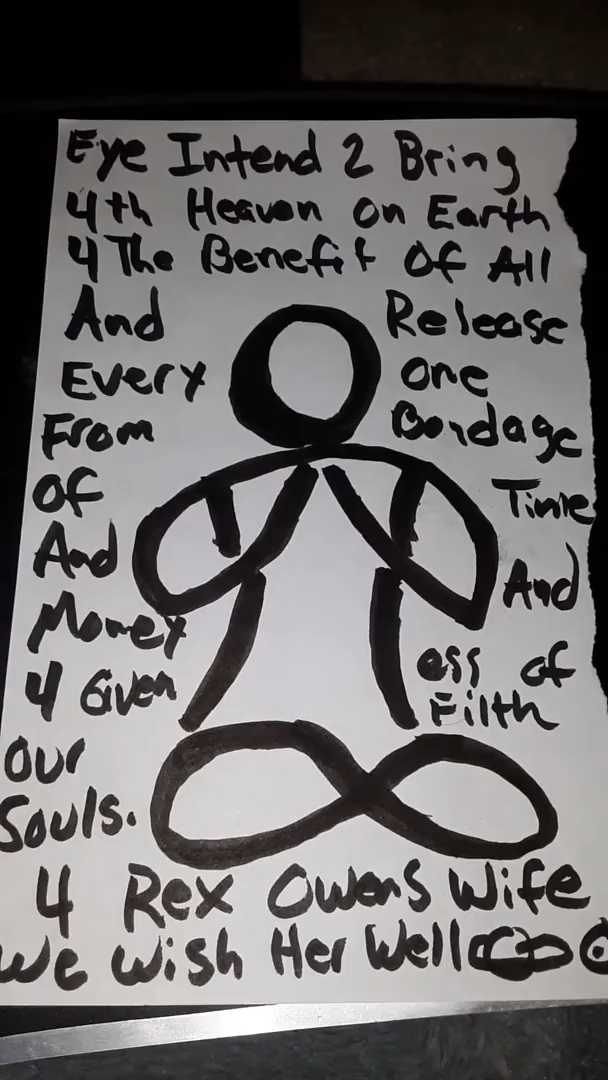 Eye Intend 2 Bring
4th Heaven On Earth
4 The Benefit Of All
And Release
Every One
From Bondage
Of Time
And And
Money ess of
4 Given Filth
Our
Souls.
4 Rex Owens Wife
We Wish Her Well